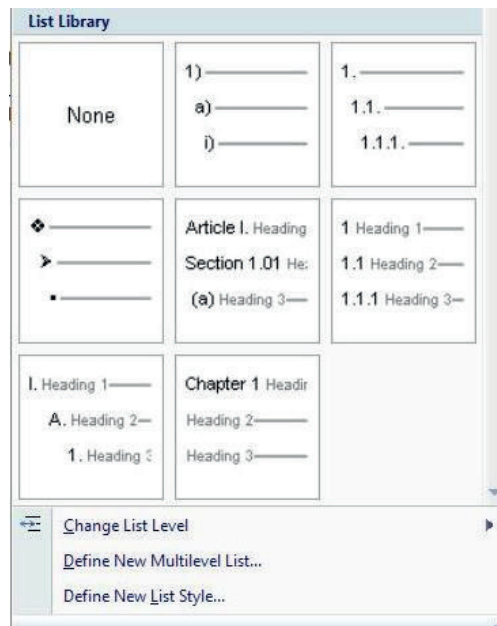 List Library
None
1)
a)
i)
1.
1.1.
1.1.1.
Article I. Heading
Section 1.01 He
(a) Heading 3
1 Heading 1
1.1 Heading 2
1.1.1 Heading 3
I. Heading 1
A. Heading 2
1. Heading 3
Chapter 1 Headin
Heading 2
Heading 3
Change List Level
Define New Multilevel List...
Define New List Style...